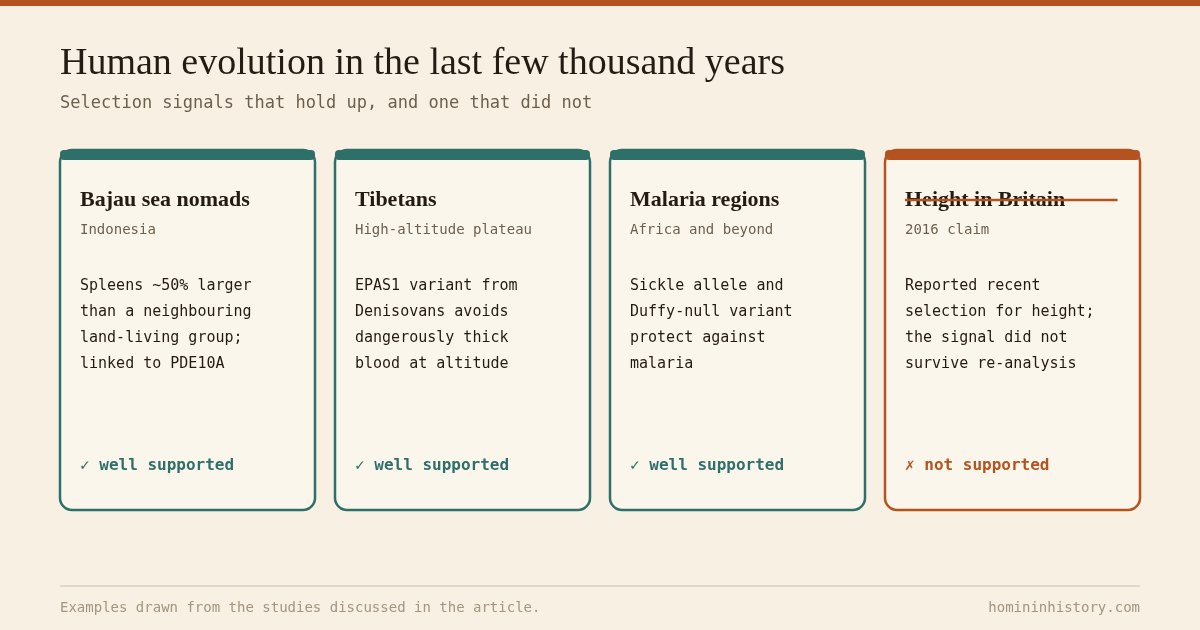 Human evolution in the last few thousand years
Selection signals that hold up, and one that did not
Bajau sea nomads
Indonesia
Spleens ~50% larger
than a neighbouring
land-living group;
linked to PDE10A
✓ well supported
Tibetans
High-altitude plateau
EPAS1 variant from
Denisovans avoids
dangerously thick
blood at altitude
✓ well supported
Malaria regions
Africa and beyond
Sickle allele and
Duffy-null variant
protect against
malaria
✓ well supported
Height in Britain
2016 claim
Reported recent
selection for height;
the signal did not
survive re-analysis
✗ not supported
Examples drawn from the studies discussed in the article.
homininhistory.com